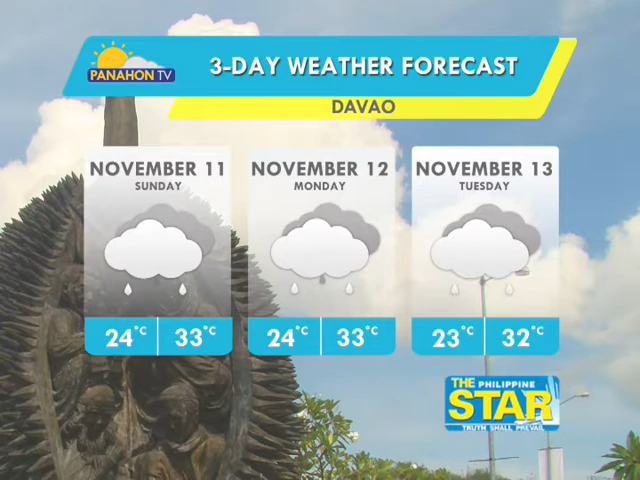 PANAHON TV
3-DAY WEATHER FORECAST
DAVAO
NOVEMBER 11
SUNDAY
24°C 33°C
NOVEMBER 12
MONDAY
24°C 33°C
NOVEMBER 13
TUESDAY
23°C 32°C
THE PHILIPPINE
STAR
TRUTH SHALL PREVAIL